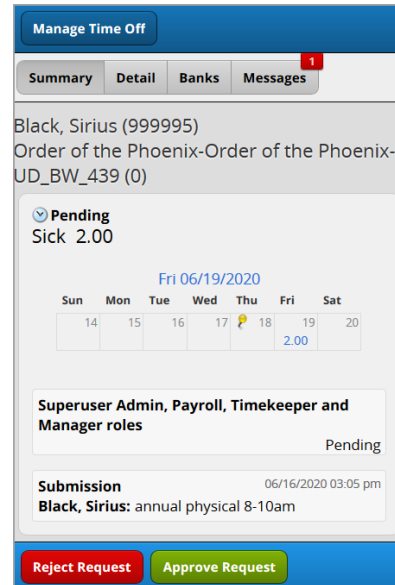 Manage Time Off
1
Summary Detail Banks Messages
Black, Sirius (999995)
Order of the Phoenix-Order of the Phoenix-
UD_BW_439 (0)
Pending
Sick 2.00
Fri 06/19/2020
Sun Mon Tue Wed Thu Fri Sat
14 15 16 17 18 19 20
2.00
Superuser Admin, Payroll, Timekeeper and
Manager roles
Pending
Submission 06/16/2020 03:05 pm
Black, Sirius: annual physical 8-10am
Reject Request Approve Request